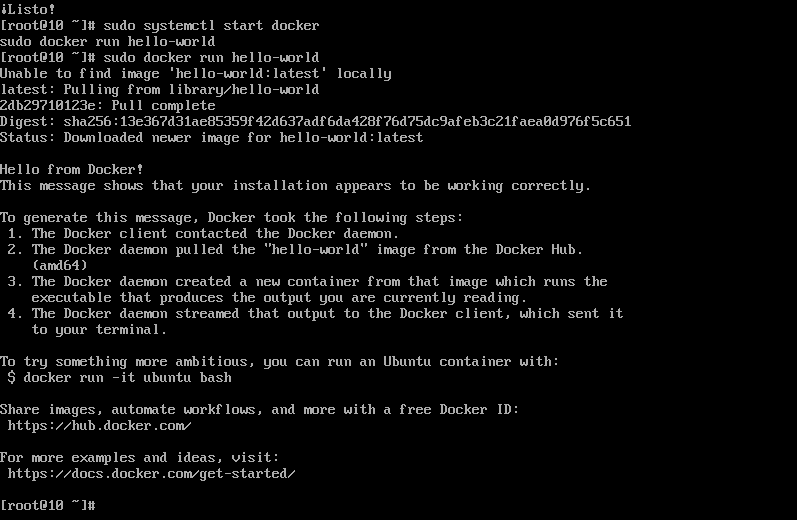 ¡Listo!
[root@10 ~]# sudo systemctl start docker
sudo docker run hello-world
[root@10 ~]# sudo docker run hello-world
Unable to find image 'hello-world:latest' locally
latest: Pulling from library/hello-world
2db29710123e: Pull complete
Digest: sha256:13e367d31ae85359f42d637adf6da428f76d75dc9afeb3c21faea0d976f5c651
Status: Downloaded newer image for hello-world:latest
Hello from Docker!
This message shows that your installation appears to be working correctly.
To generate this message, Docker took the following steps:
1. The Docker client contacted the Docker daemon.
2. The Docker daemon pulled the "hello-world" image from the Docker Hub.
(amd64)
3. The Docker daemon created a new container from that image which runs the
executable that produces the output you are currently reading.
4. The Docker daemon streamed that output to the Docker client, which sent it
to your terminal.
To try something more ambitious, you can run an Ubuntu container with:
$ docker run -it ubuntu bash
Share images, automate workflows, and more with a free Docker ID:
https://hub.docker.com/
For more examples and ideas, visit:
https://docs.docker.com/get-started/
[root@10 ~]#